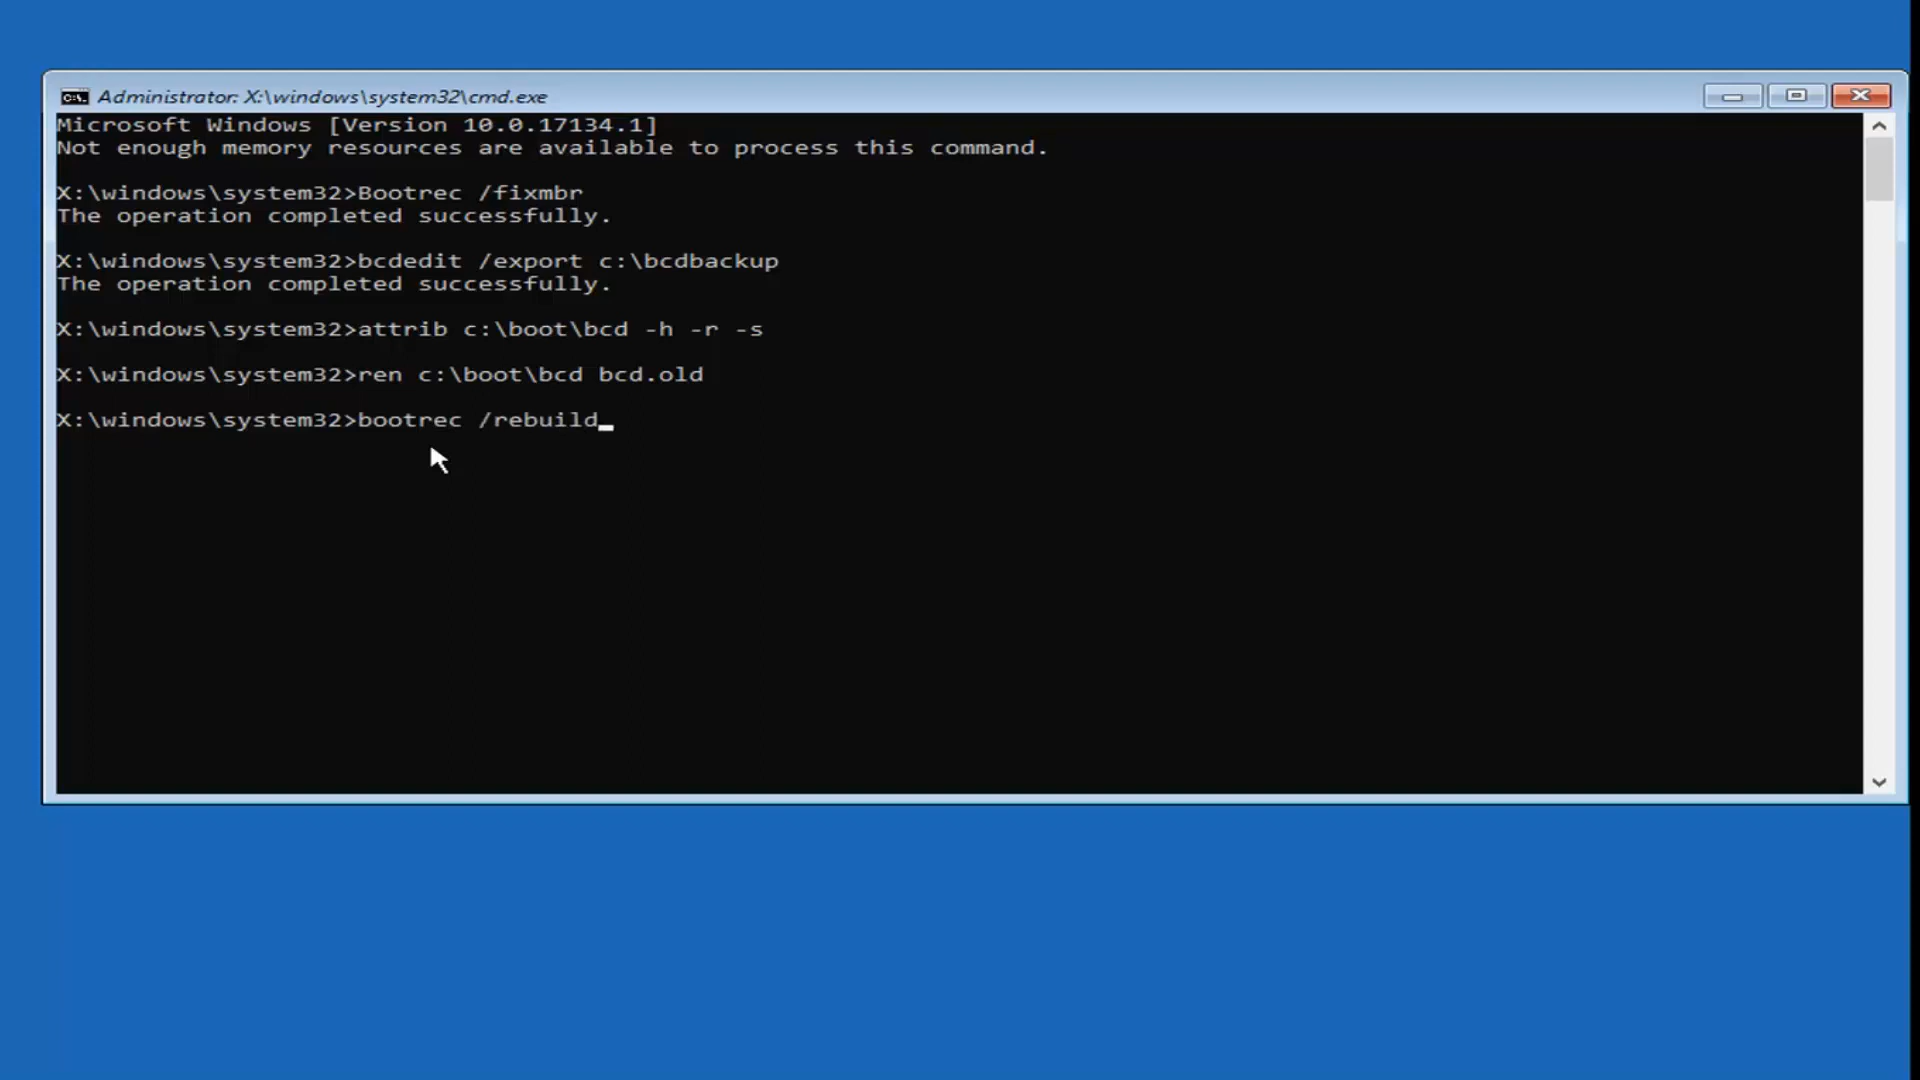 Administrator: X:\windows\system32\cmd.exe
Microsoft Windows [Version 10.0.17134.1]
Not enough memory resources are available to process this command.
X:\windows\system32>Bootrec /fixmbr
The operation completed successfully.
X:\windows\system32>bcdedit /export c:\bcdbackup
The operation completed successfully.
X:\windows\system32>attrib c:\boot\bcd -h -r -s
X:\windows\system32>ren c:\boot\bcd bcd.old
X:\windows\system32>bootrec /rebuild